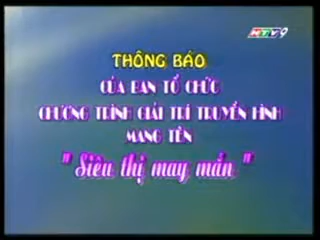 HTV9
THÔNG BÁO
CỦA BAN TỔ CHỨC
CHƯƠNG TRÌNH GIẢI TRÍ TRUYỀN HÌNH
MANG TÊN
" Siêu thị may mắn "